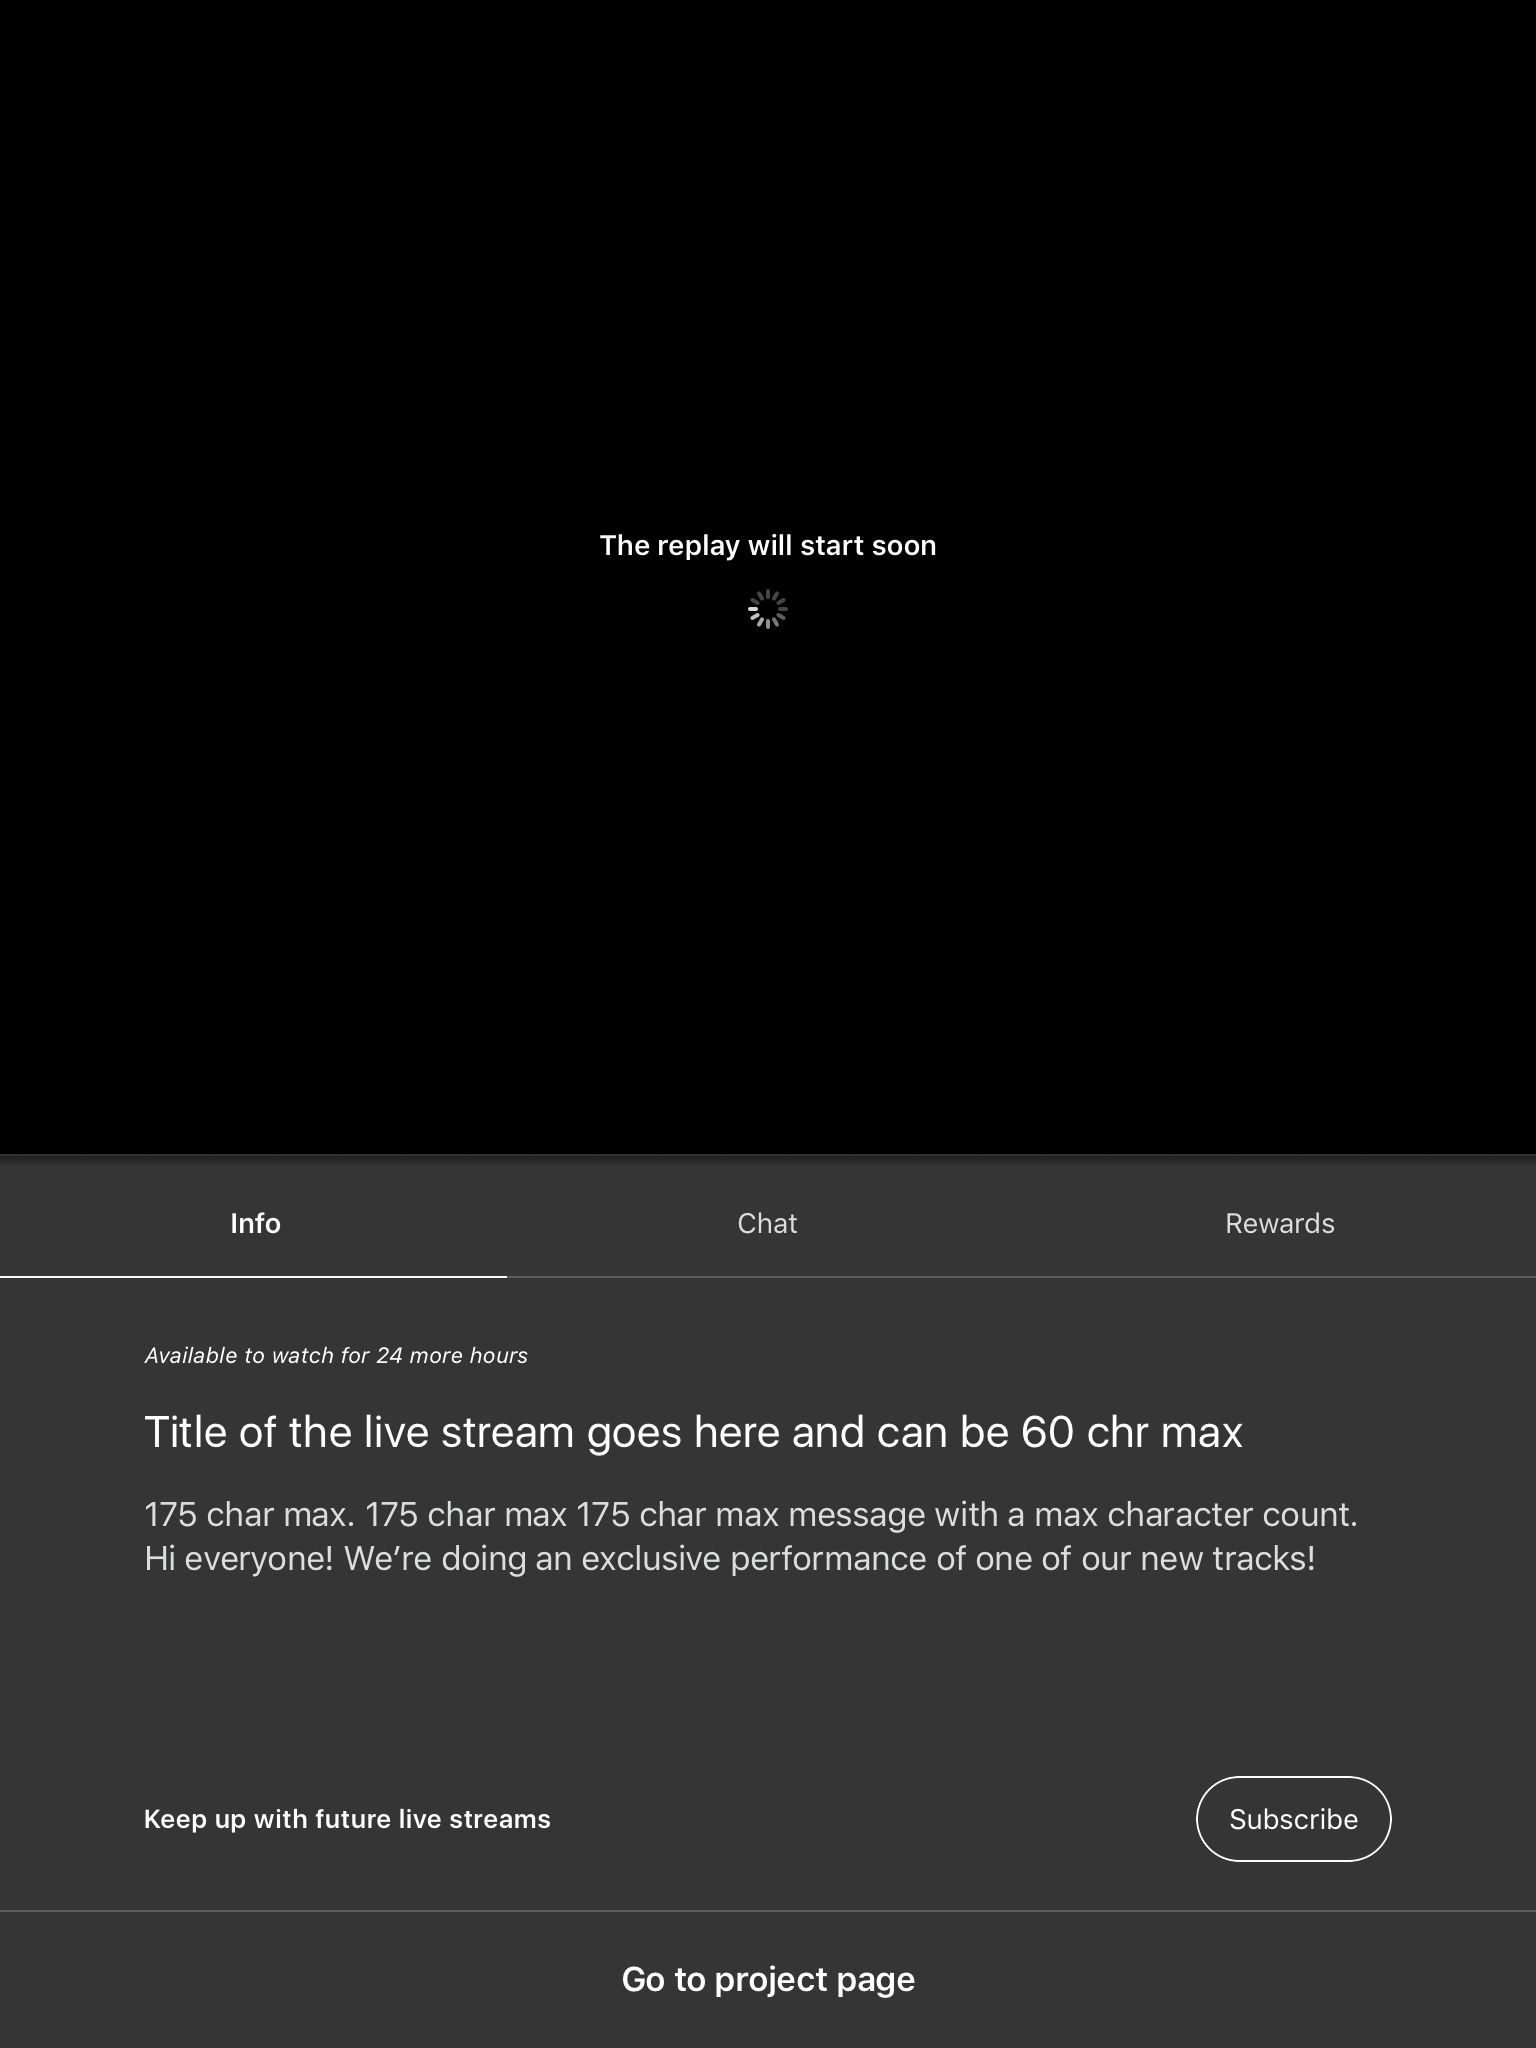 The replay will start soon
Info
Chat
Rewards
Available to watch for 24 more hours
Title of the live stream goes here and can be 60 chr max
175 char max. 175 char max 175 char max message with a max character count.
Hi everyone! We’re doing an exclusive performance of one of our new tracks!
Keep up with future live streams
Subscribe
Go to project page